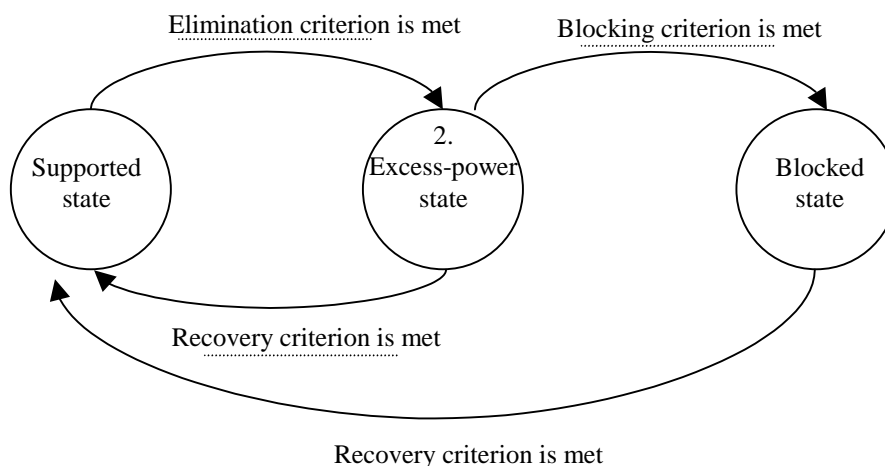 Elimination criterion is met
Blocking criterion is met
Supported
state
2.
Excess-power
state
Blocked
state
Recovery criterion is met
Recovery criterion is met